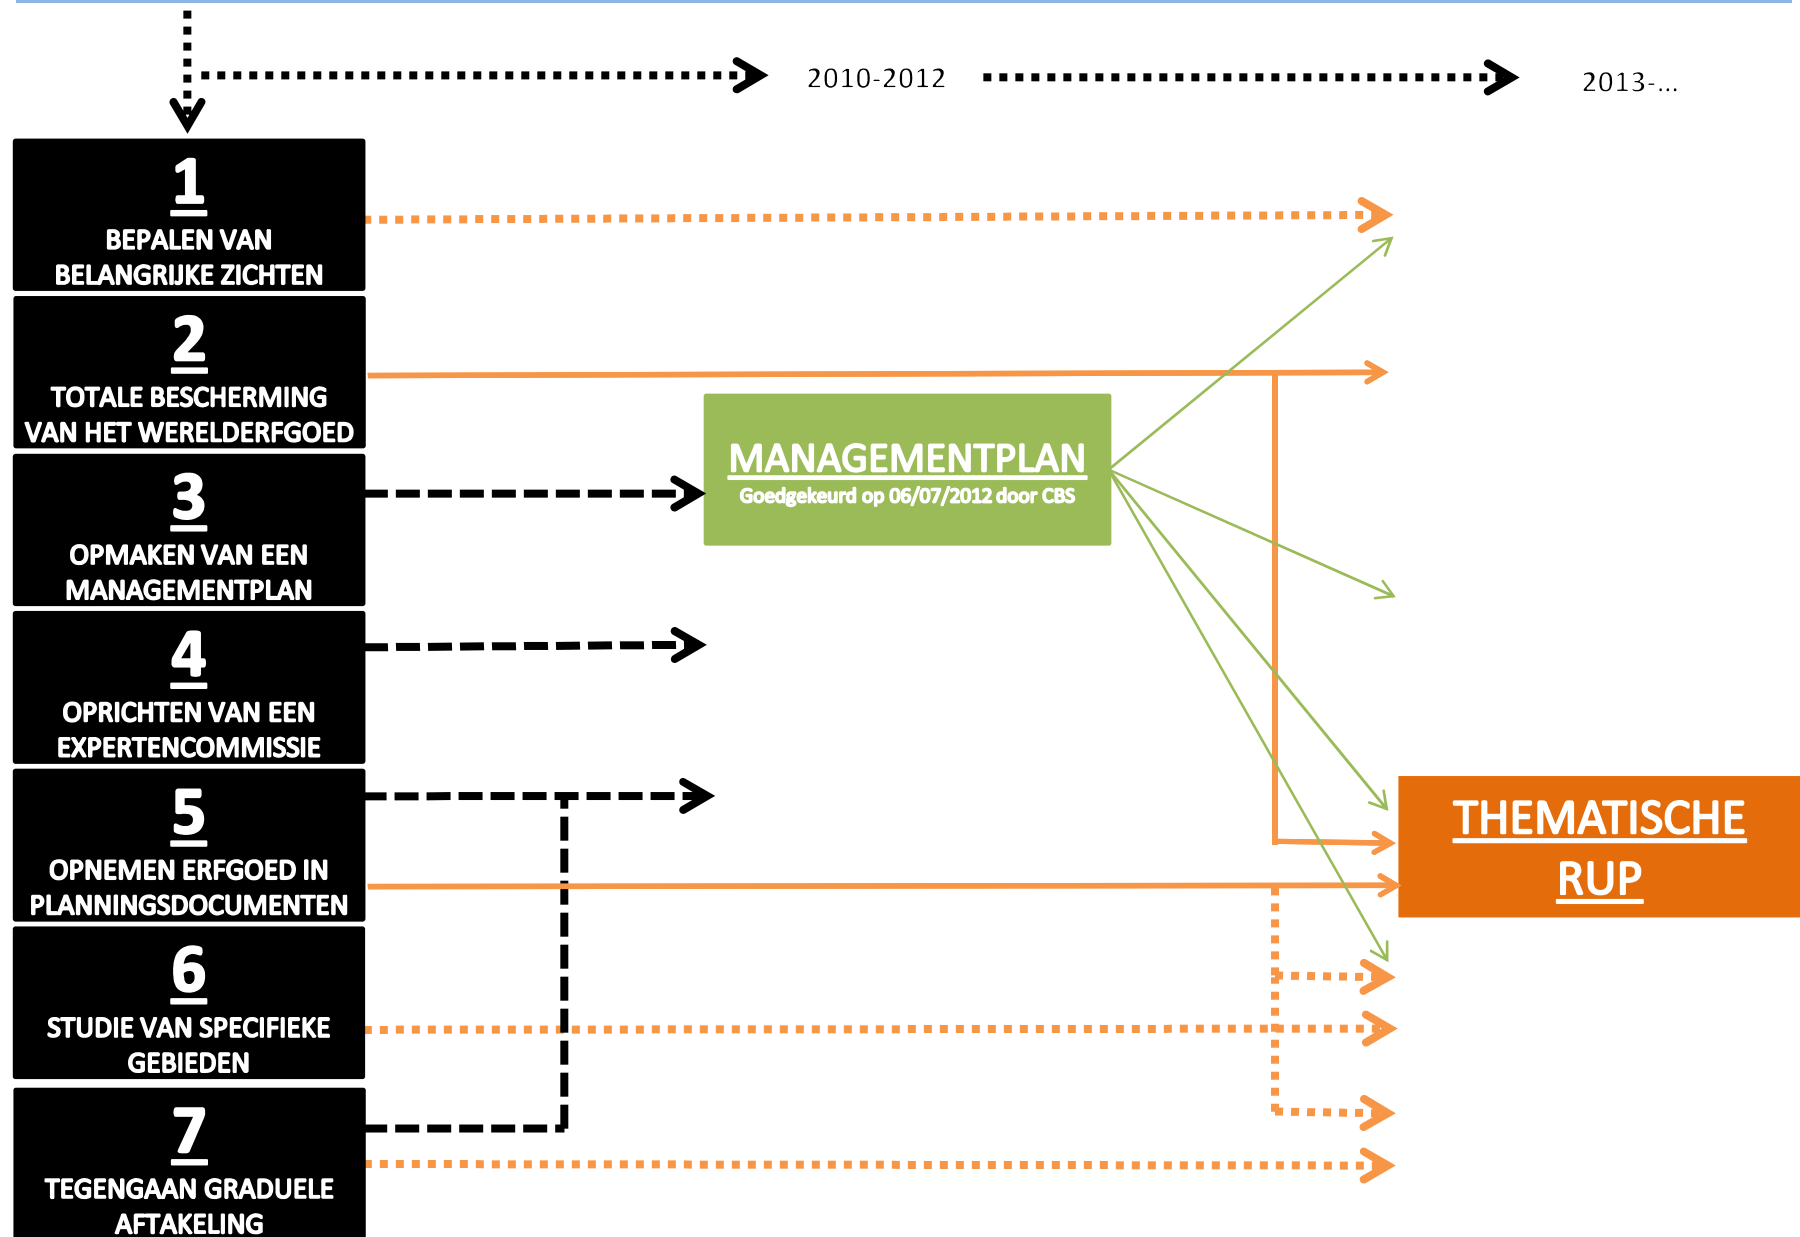 2010-2012
2013-...
1
BEPALEN VAN
BELANGRIJKE ZICHTEN
2
TOTALE BESCHERMING
VAN HET WERELDERFGOED
3
OPMAKEN VAN EEN
MANAGEMENTPLAN
4
OPRICHTEN VAN EEN
EXPERTENCOMMISSIE
5
OPNEMEN ERFGOED IN
PLANNINGSDOCUMENTEN
6
STUDIE VAN SPECIFIEKE
GEBIEDEN
7
TEGENGAAN GRADUELE
AFTAKELING
MANAGEMENTPLAN
Goedgekeurd op 06/07/2012 door CBS
THEMATISCHE
RUP